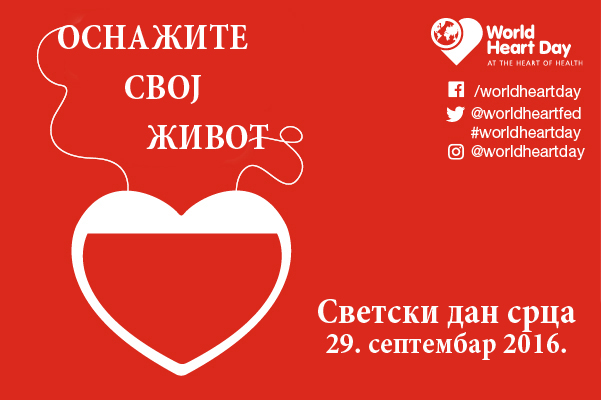 ОСНАЖИТЕ
СВОЈ
ЖИВОТ
World
Heart Day
AT THE HEART OF HEALTH
/worldheartday
@worldheartfed
#worldheartday
@worldheartday
Светски дан срца
29. септембар 2016.